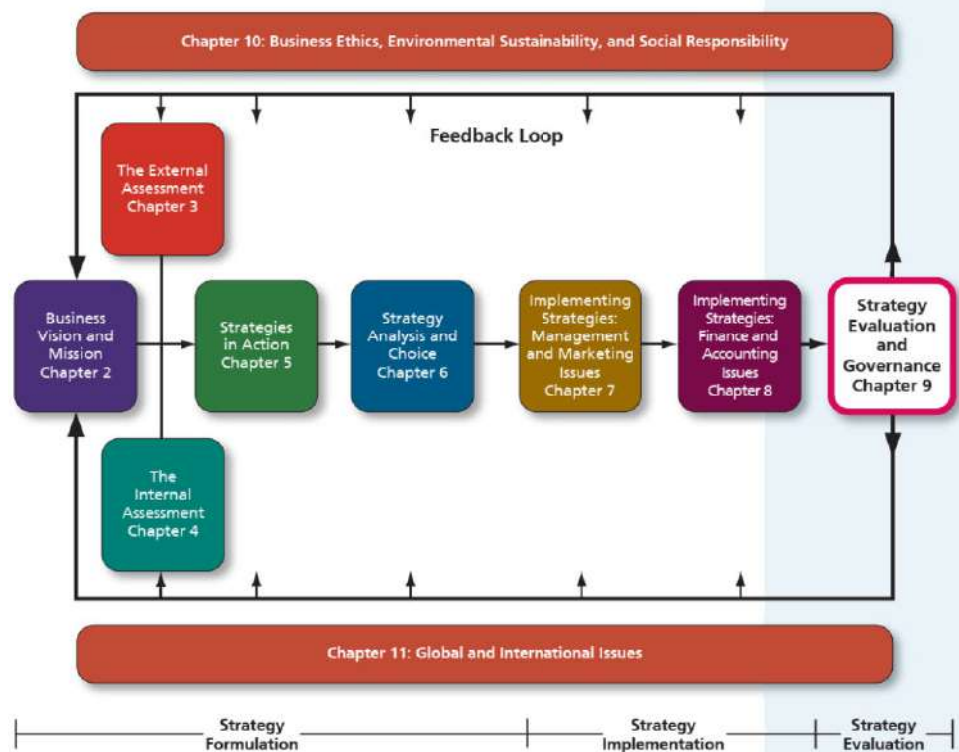 Chapter 10: Business Ethics, Environmental Sustainability, and Social Responsibility
Feedback Loop
The External
Assessment
Chapter 3
Business
Vision and
Mission
Chapter 2
Strategies
in Action
Chapter 5
Strategy
Analysis and
Choice
Chapter 6
Implementing
Strategies:
Management
and Marketing
Issues
Chapter 7
Implementing
Strategies:
Finance and
Accounting
Issues
Chapter 8
Strategy
Evaluation
and
Governance
Chapter 9
The
Internal
Assessment
Chapter 4
Chapter 11: Global and International Issues
Strategy
Formulation
Strategy
Implementation
Strategy
Evaluation